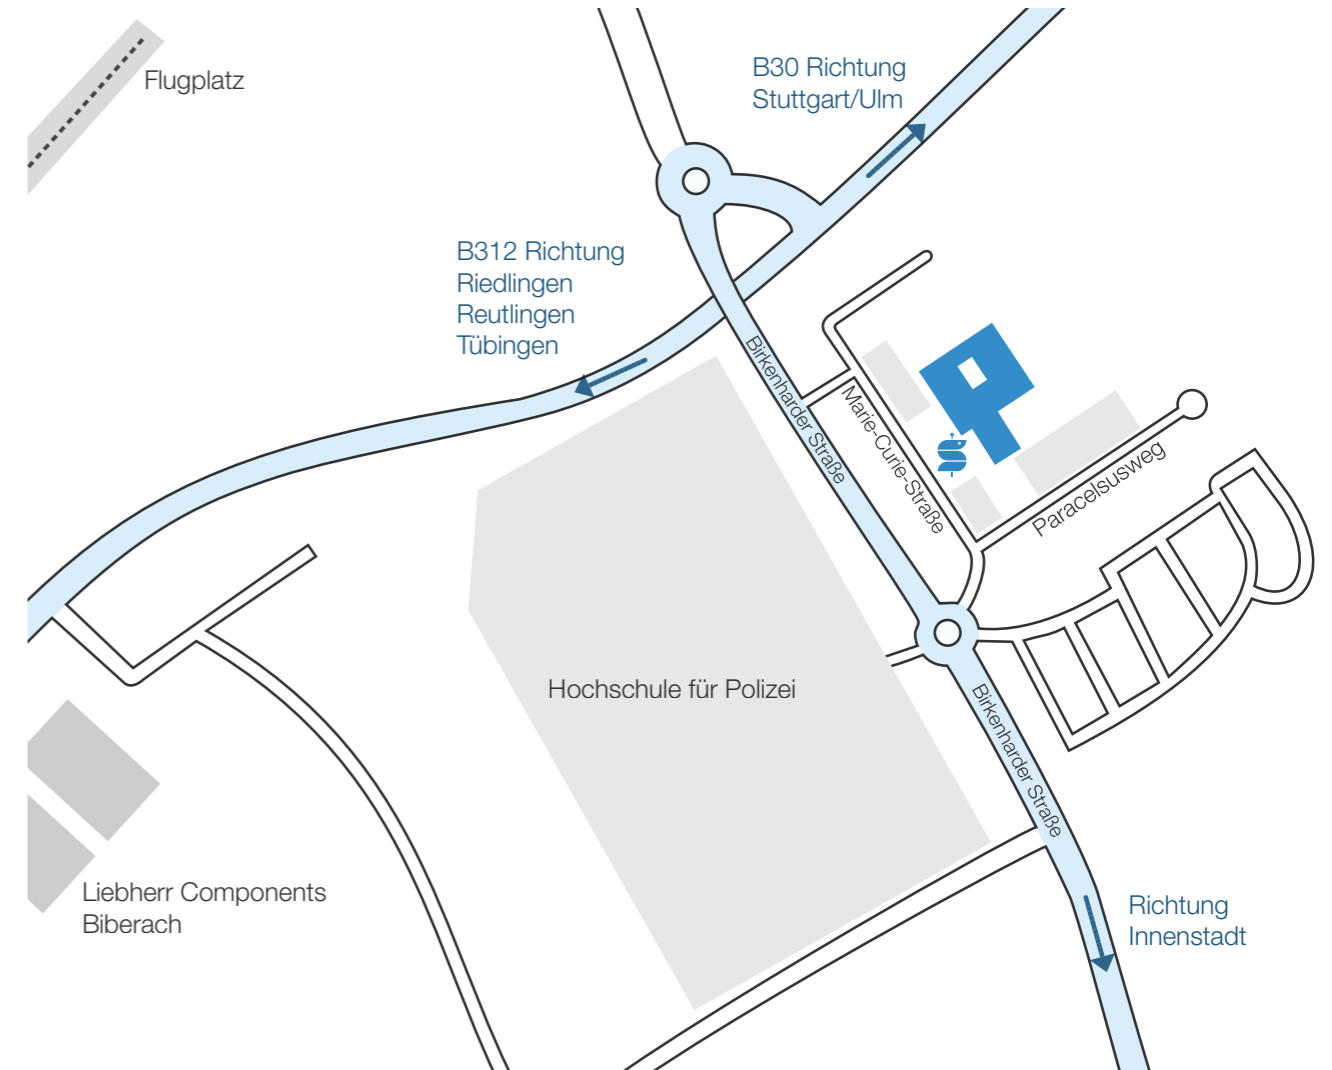 Flugplatz
B30 Richtung
Stuttgart/Ulm
B312 Richtung
Riedlingen
Reutlingen
Tübingen
Birkenharder Straße
Marie-Curie-Straße
Paracelsusweg
Hochschule für Polizei
Birkenharder Straße
Liebherr Components
Biberach
Richtung
Innenstadt